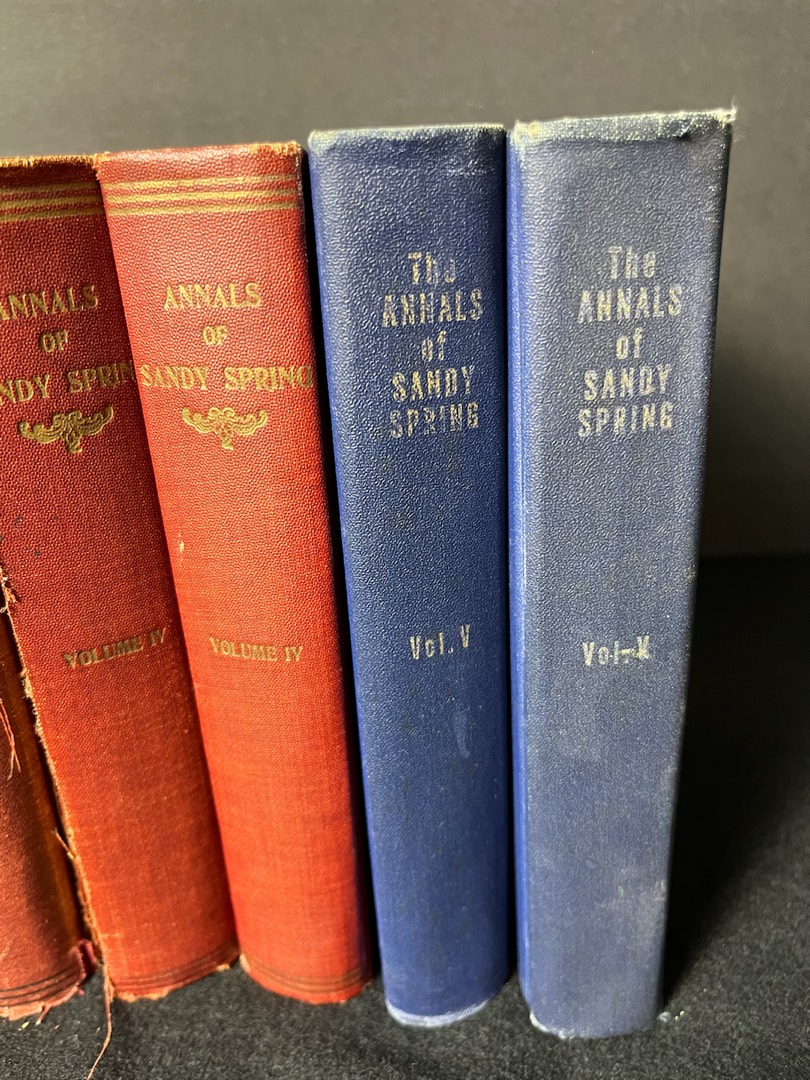 ANNALS
OF
NDY SPRIN
VOLUME IV
ANNALS
OF
SANDY SPRING
VOLUME IV
The
ANNALS
of
SANDY
SPRING
Vol. V
The
ANNALS
of
SANDY
SPRING
Vol-X